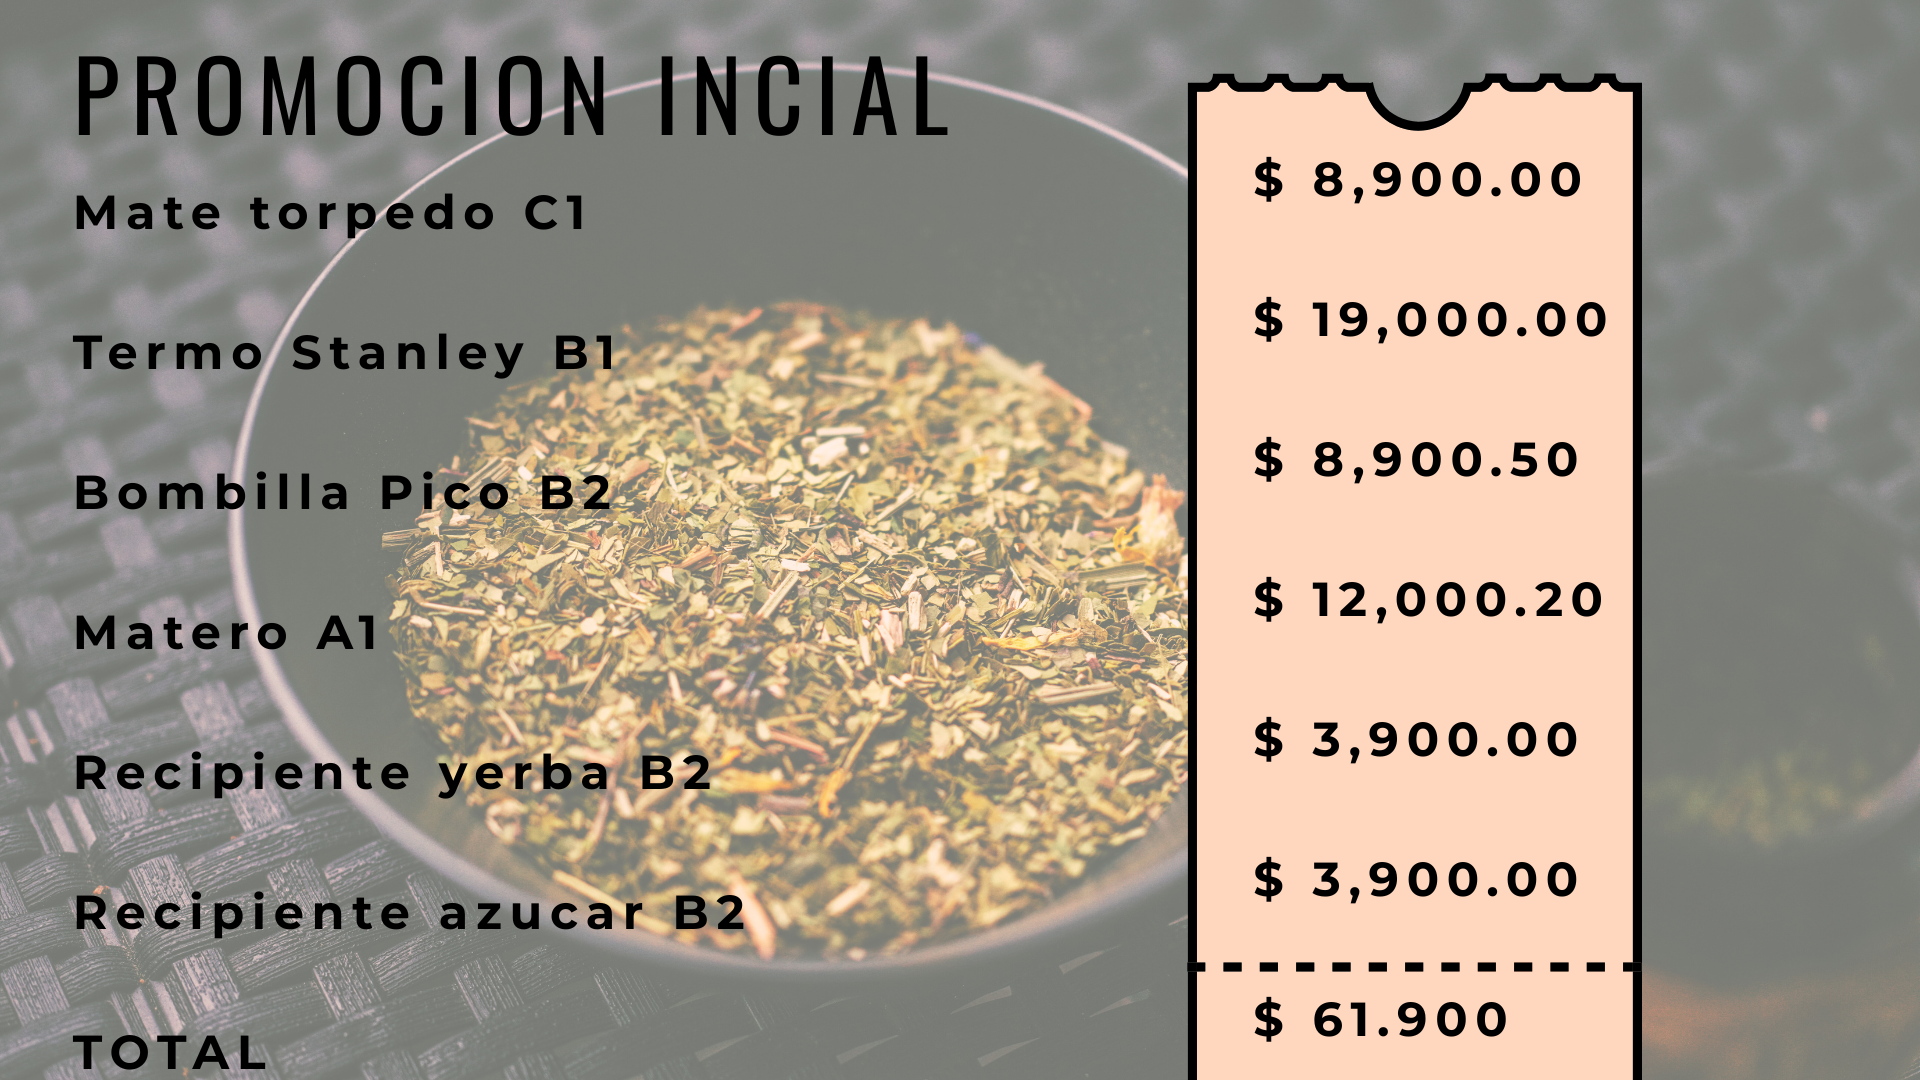 PROMOCION INCIAL
Mate torpedo C1 $ 8,900.00
Termo Stanley B1 $ 19,000.00
Bombilla Pico B2 $ 8,900.50
Matero A1 $ 12,000.20
Recipiente yerba B2 $ 3,900.00
Recipiente azucar B2 $ 3,900.00
TOTAL $ 61.900